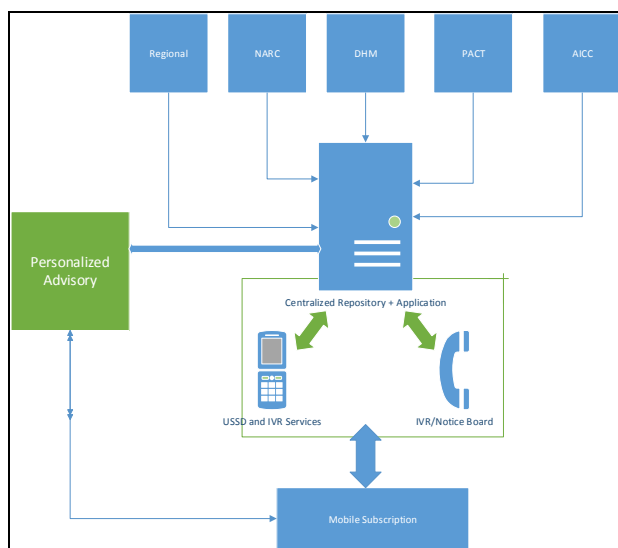 Regional
NARC
DHM
PACT
AICC
Personalized
Advisory
Centralized Repository + Application
USSD and IVR Services
IVR/Notice Board
Mobile Subscription